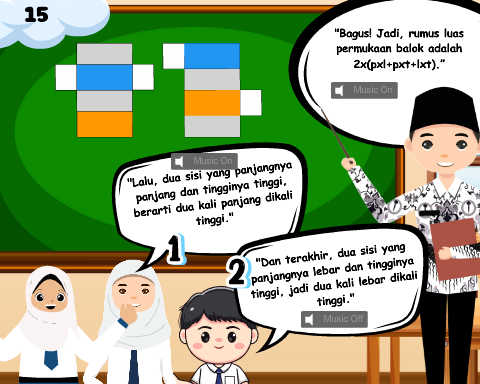 15
"Bagus! Jadi, rumus luas
permukaan balok adalah
2x(pxl+pxt+lxt)."
Music On
Music On
"Lalu, dua sisi yang panjangnya
panjang dan tingginya tinggi,
berarti dua kali panjang dikali
tinggi."
1
2
"Dan terakhir, dua sisi yang
panjangnya lebar dan tingginya
tinggi, jadi dua kali lebar dikali
tinggi."
Music Off